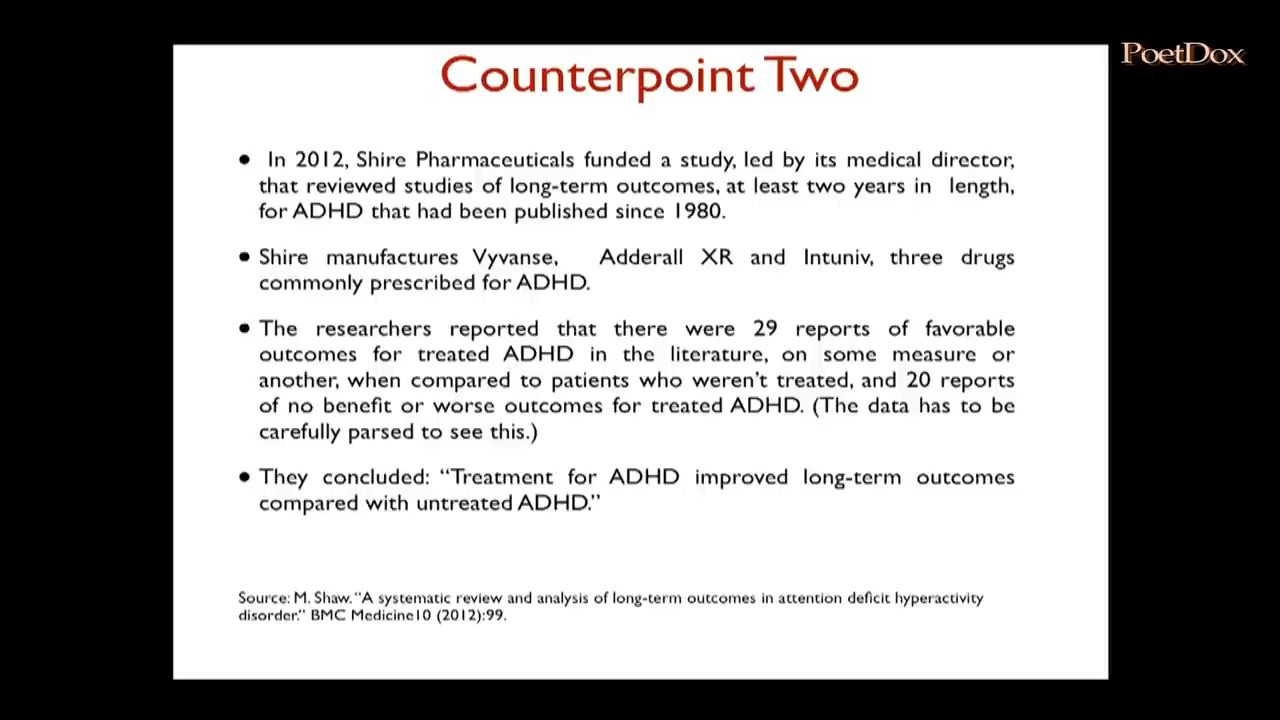 PoetDox
Counterpoint Two
• In 2012, Shire Pharmaceuticals funded a study, led by its medical director,
that reviewed studies of long-term outcomes, at least two years in length,
for ADHD that had been published since 1980.
• Shire manufactures Vyvanse, Adderall XR and Intuniv, three drugs
commonly prescribed for ADHD.
• The researchers reported that there were 29 reports of favorable
outcomes for treated ADHD in the literature, on some measure or
another, when compared to patients who weren't treated, and 20 reports
of no benefit or worse outcomes for treated ADHD. (The data has to be
carefully parsed to see this.)
• They concluded: “Treatment for ADHD improved long-term outcomes
compared with untreated ADHD.”
Source: M. Shaw. “A systematic review and analysis of long-term outcomes in attention deficit hyperactivity
disorder.” BMC Medicine10 (2012):99.